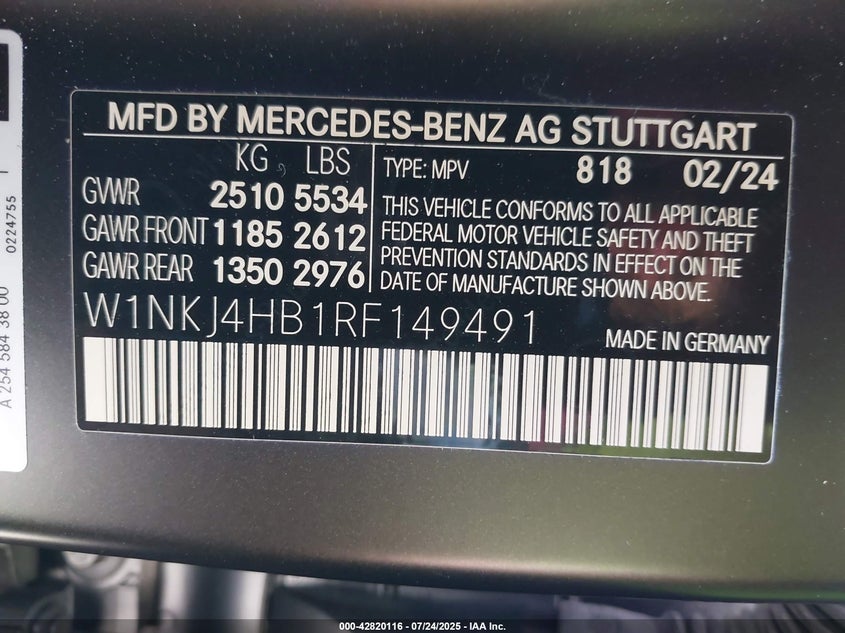 MFD BY MERCEDES-BENZ AG STUTTGART
KG LBS
GVWR 2510 5534
GAWR FRONT 1185 2612
GAWR REAR 1350 2976
TYPE: MPV 818 02/24
THIS VEHICLE CONFORMS TO ALL APPLICABLE
FEDERAL MOTOR VEHICLE SAFETY AND THEFT
PREVENTION STANDARDS IN EFFECT ON THE
DATE OF MANUFACTURE SHOWN ABOVE.
W1NKJ4HB1RF149491
MADE IN GERMANY
A 254 584 38 00
0224755
000-42820116 - 07/24/2025 - IAA Inc.